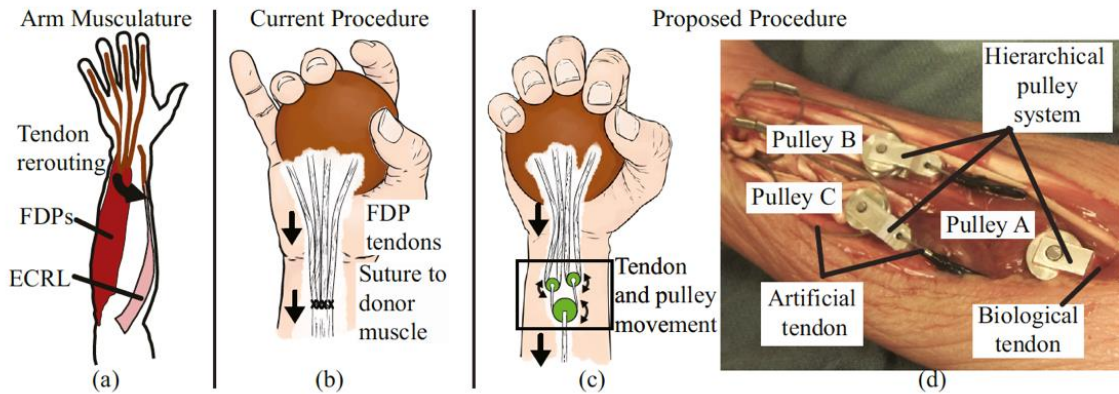 Arm Musculature
Tendon
rerouting
FDPs
ECRL
(a)
Current Procedure
FDP
tendons
Suture to
donor
muscle
(b)
Proposed Procedure
Tendon
and pulley
movement
(c)
Hierarchical
pulley
system
Pulley B
Pulley C
Pulley A
Artificial
tendon
Biological
tendon
(d)